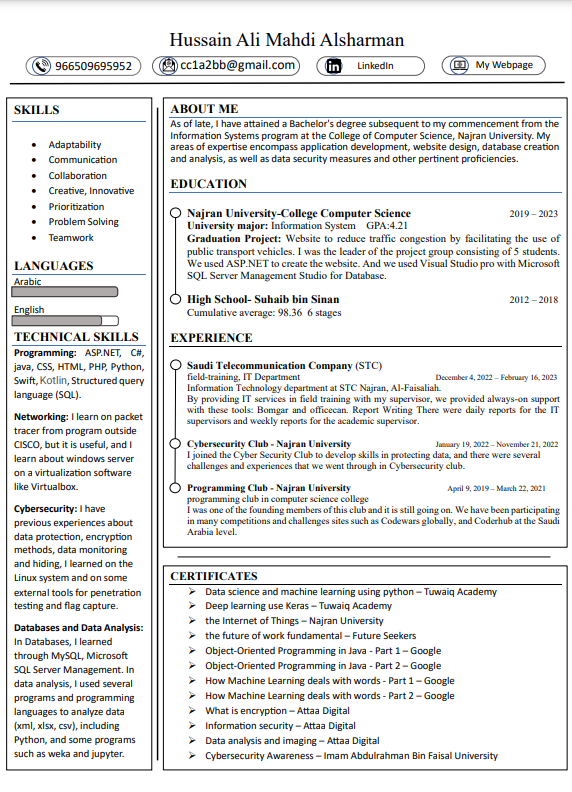 Hussain Ali Mahdi Alsharman
966509695952
cc1a2bb@gmail.com
LinkedIn
My Webpage
SKILLS
• Adaptability
• Communication
• Collaboration
• Creative, Innovative
• Prioritization
• Problem Solving
• Teamwork
LANGUAGES
Arabic
English
TECHNICAL SKILLS
Programming: ASP.NET, C#,
java, CSS, HTML, PHP, Python,
Swift, Kotlin, Structured query
language (SQL).
Networking: I learn on packet
tracer from program outside
CISCO, but it is useful, and I
learn about windows server
on a virtualization software
like Virtualbox.
Cybersecurity: I have
previous experiences about
data protection, encryption
methods, data monitoring
and hiding, I learned on the
Linux system and on some
external tools for penetration
testing and flag capture.
Databases and Data Analysis:
In Databases, I learned
through MySQL, Microsoft
SQL Server Management. In
data analysis, I used several
programs and programming
languages to analyze data
(xml, xlsx, csv), including
Python, and some programs
such as weka and jupyter.
ABOUT ME
As of late, I have attained a Bachelor's degree subsequent to my commencement from the
Information Systems program at the College of Computer Science, Najran University. My
areas of expertise encompass application development, website design, database creation
and analysis, as well as data security measures and other pertinent proficiencies.
EDUCATION
Najran University-College Computer Science 2019 – 2023
University major: Information System GPA:4.21
Graduation Project: Website to reduce traffic congestion by facilitating the use of
public transport vehicles. I was the leader of the project group consisting of 5 students.
We used ASP.NET to create the website. And we used Visual Studio pro with Microsoft
SQL Server Management Studio for Database.
High School- Suhaib bin Sinan 2012 – 2018
Cumulative average: 98.36 6 stages
EXPERIENCE
Saudi Telecommunication Company (STC)
field-training, IT Department December 4, 2022 – February 16, 2023
Information Technology department at STC Najran, Al-Faisaliah.
By providing IT services in field training with my supervisor, we provided always-on support
with these tools: Bomgar and officecan. Report Writing There were daily reports for the IT
supervisors and weekly reports for the academic supervisor.
Cybersecurity Club - Najran University January 19, 2022 – November 21, 2022
I joined the Cyber Security Club to develop skills in protecting data, and there were several
challenges and experiences that we went through in Cybersecurity club.
Programming Club - Najran University April 9, 2019 – March 22, 2021
programming club in computer science college
I was one of the founding members of this club and it is still going on. We have been participating
in many competitions and challenges sites such as Codewars globally, and Coderhub at the Saudi
Arabia level.
CERTIFICATES
➢ Data science and machine learning using python – Tuwaiq Academy
➢ Deep learning use Keras – Tuwaiq Academy
➢ the Internet of Things – Najran University
➢ the future of work fundamental – Future Seekers
➢ Object-Oriented Programming in Java - Part 1 – Google
➢ Object-Oriented Programming in Java - Part 2 – Google
➢ How Machine Learning deals with words - Part 1 – Google
➢ How Machine Learning deals with words - Part 2 – Google
➢ What is encryption – Attaa Digital
➢ Information security – Attaa Digital
➢ Data analysis and imaging – Attaa Digital
➢ Cybersecurity Awareness – Imam Abdulrahman Bin Faisal University